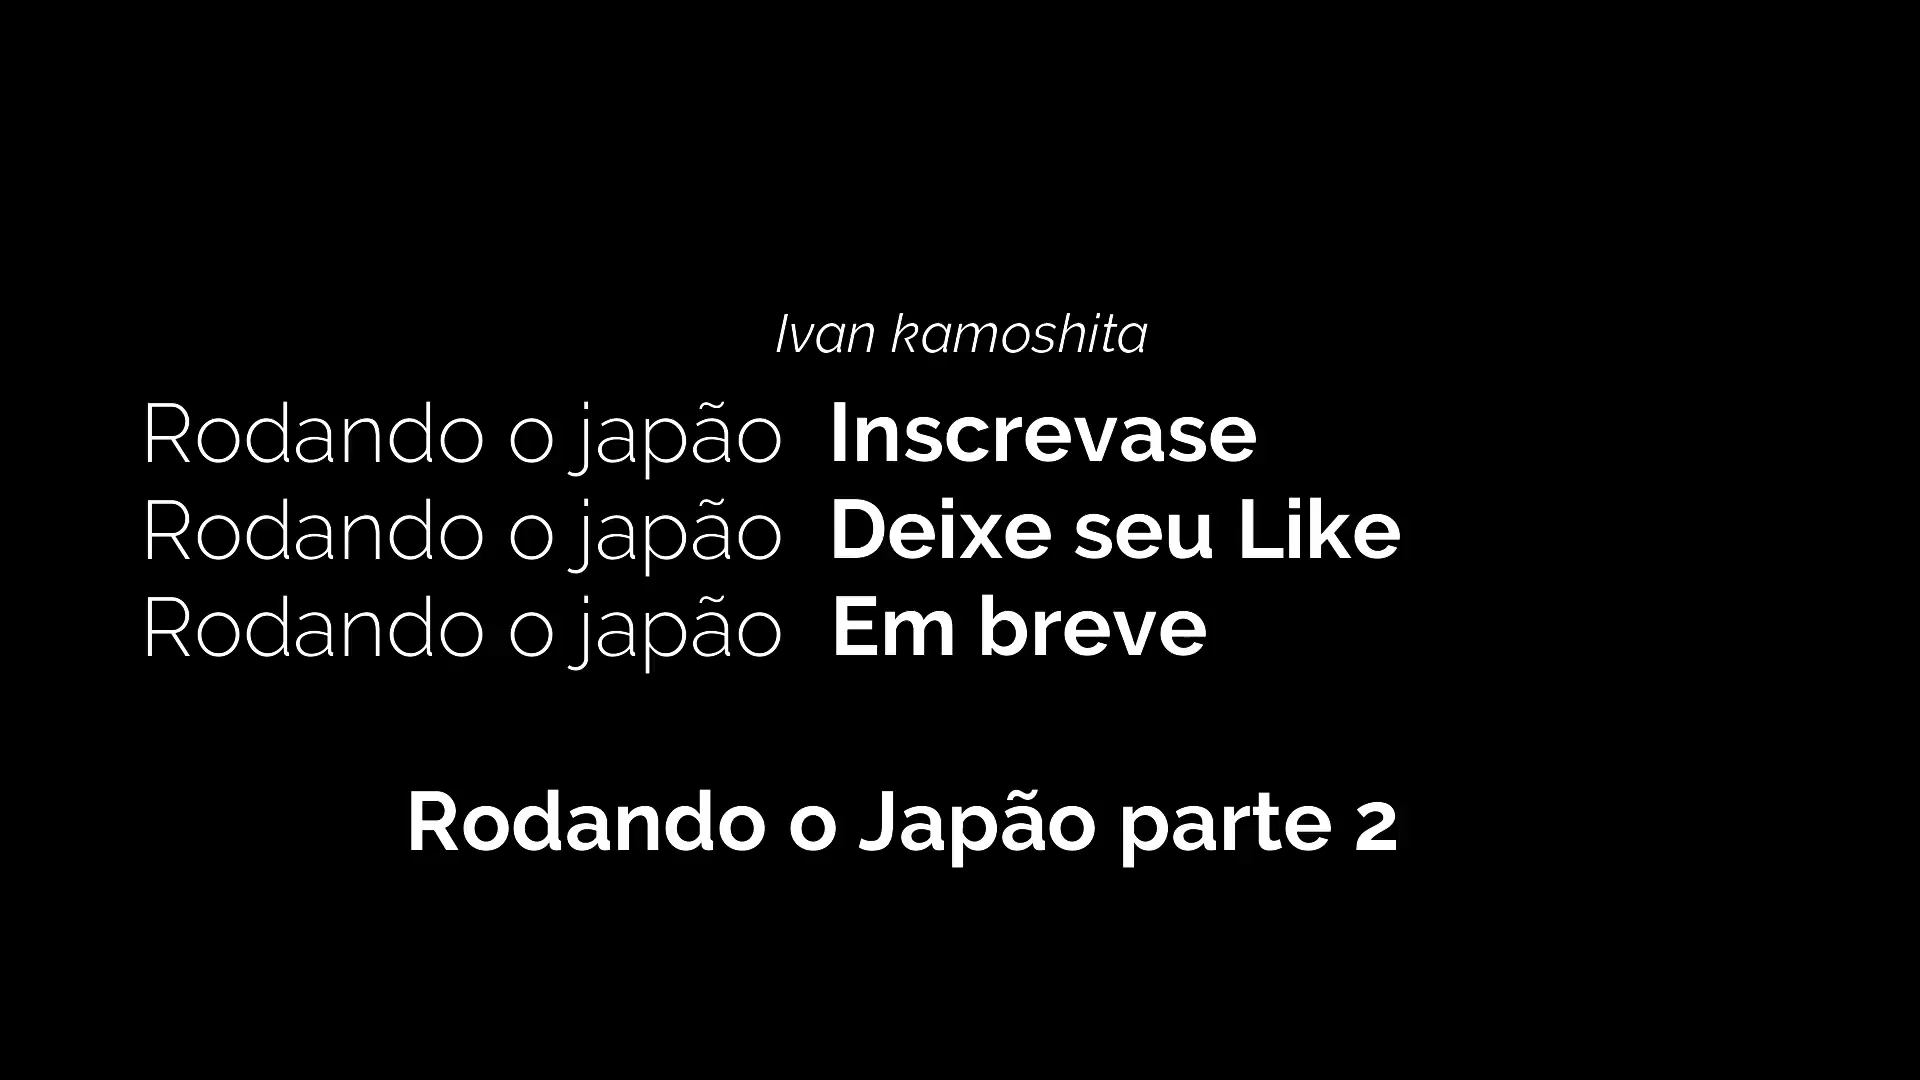 Ivan kamoshita
Rodando o japão Inscrevase
Rodando o japão Deixe seu Like
Rodando o japão Em breve
Rodando o Japão parte 2